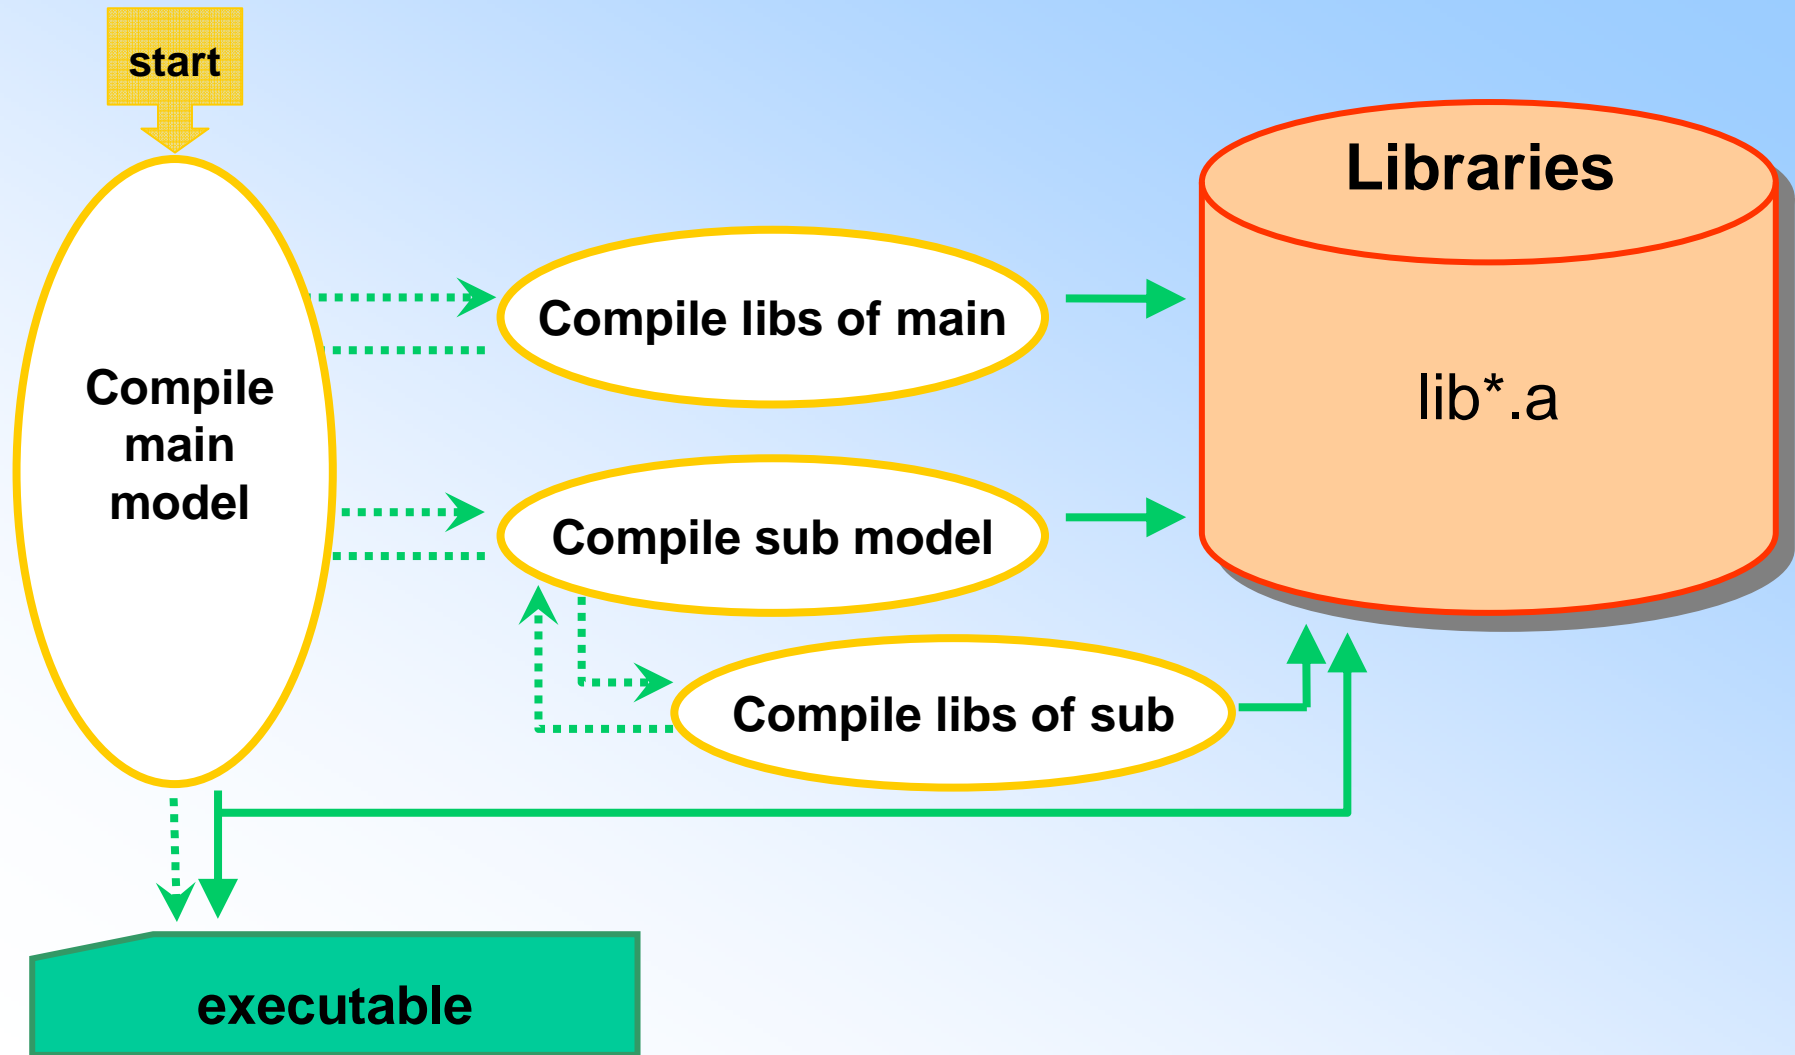 start
Libraries
Compile libs of main
lib*.a
Compile
main
model
Compile sub model
Compile libs of sub
executable